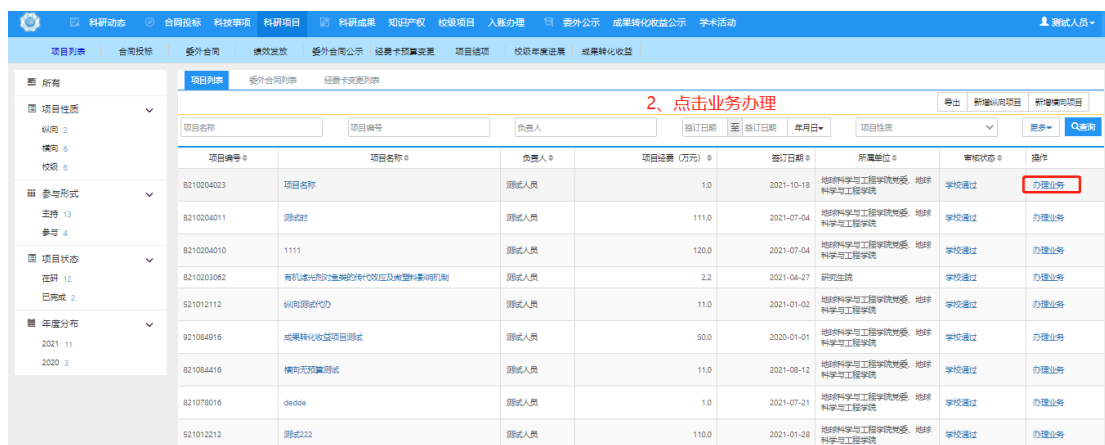 科研动态 合同投标 科技事项 科研项目 科研成果 知识产权 校级项目 入账办理 委外公示 成果转化收益公示 学术活动 测试人员
项目列表 合同投标 委外合同 绩效发放 委外合同公示 经费卡预算变更 项目结项 校级年度进展 成果转化收益
所有
项目性质
纵向 2
横向 6
校级 6
参与形式
主持 13
参与 4
项目状态
在研 12
已完成 2
年度分布
2021 11
2020 3
项目列表 委外合同列表 经费卡变更列表
2、点击业务办理
导出 新增纵向项目 新增横向项目
项目名称 项目编号 负责人 签订日期 至 签订日期 年月日 项目性质 更多 查询
项目编号 项目名称 负责人 项目经费（万元） 签订日期 所属单位 审核状态 操作
8210204023 项目名称 测试人员 1.0 2021-10-18 地球科学与工程学院党委、地球科学与工程学院 学校通过 办理业务
8210204011 测试时 测试人员 111.0 2021-07-04 地球科学与工程学院党委、地球科学与工程学院 学校通过 办理业务
8210204010 1111 测试人员 120.0 2021-07-04 地球科学与工程学院党委、地球科学与工程学院 学校通过 办理业务
8210203062 有机滤光剂对鱼类的传代效应及微塑料影响机制 测试人员 2.2 2021-04-27 研究生院 学校通过 办理业务
521012112 纵向测试代办 测试人员 11.0 2021-01-02 地球科学与工程学院党委、地球科学与工程学院 学校通过 办理业务
921084916 成果转化收益项目测试 测试人员 50.0 2020-01-01 地球科学与工程学院党委、地球科学与工程学院 学校通过 办理业务
821084416 横向无预算测试 测试人员 11.0 2021-08-12 地球科学与工程学院党委、地球科学与工程学院 学校通过 办理业务
821078016 dedde 测试人员 1.0 2021-07-21 地球科学与工程学院党委、地球科学与工程学院 学校通过 办理业务
521012212 测试222 测试人员 110.0 2021-01-28 地球科学与工程学院党委、地球科学与工程学院 学校通过 办理业务